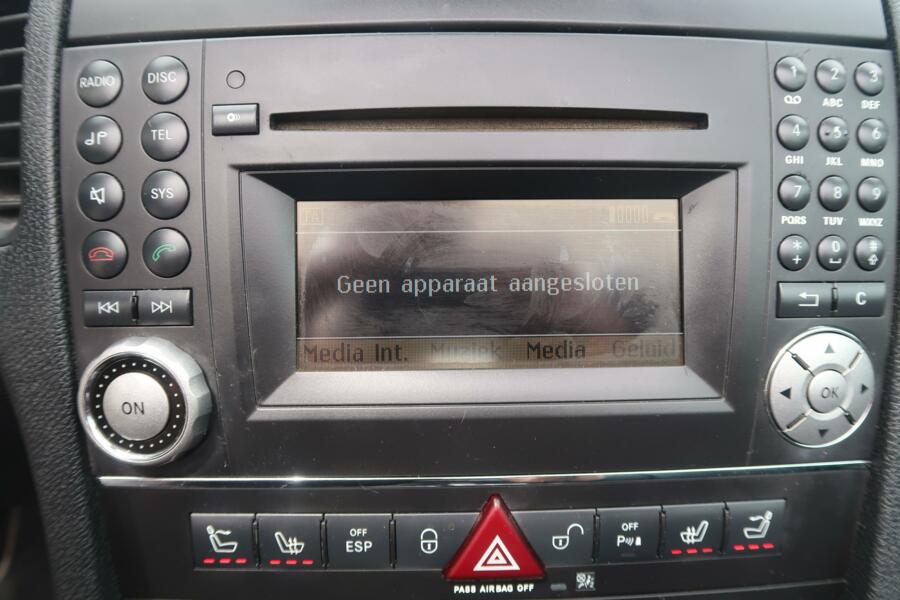 RADIO DISC
TEL
SYS
ON
Geen apparaat aangesloten
Media Int. Muziek Media Geluid
1 2 3
ABC DEF
4 5 6
GHI JKL MNO
7 8 9
PQRS TUV WXYZ
* 0 #
+
C
OK
OFF
ESP
OFF
P
PASS AIRBAG OFF